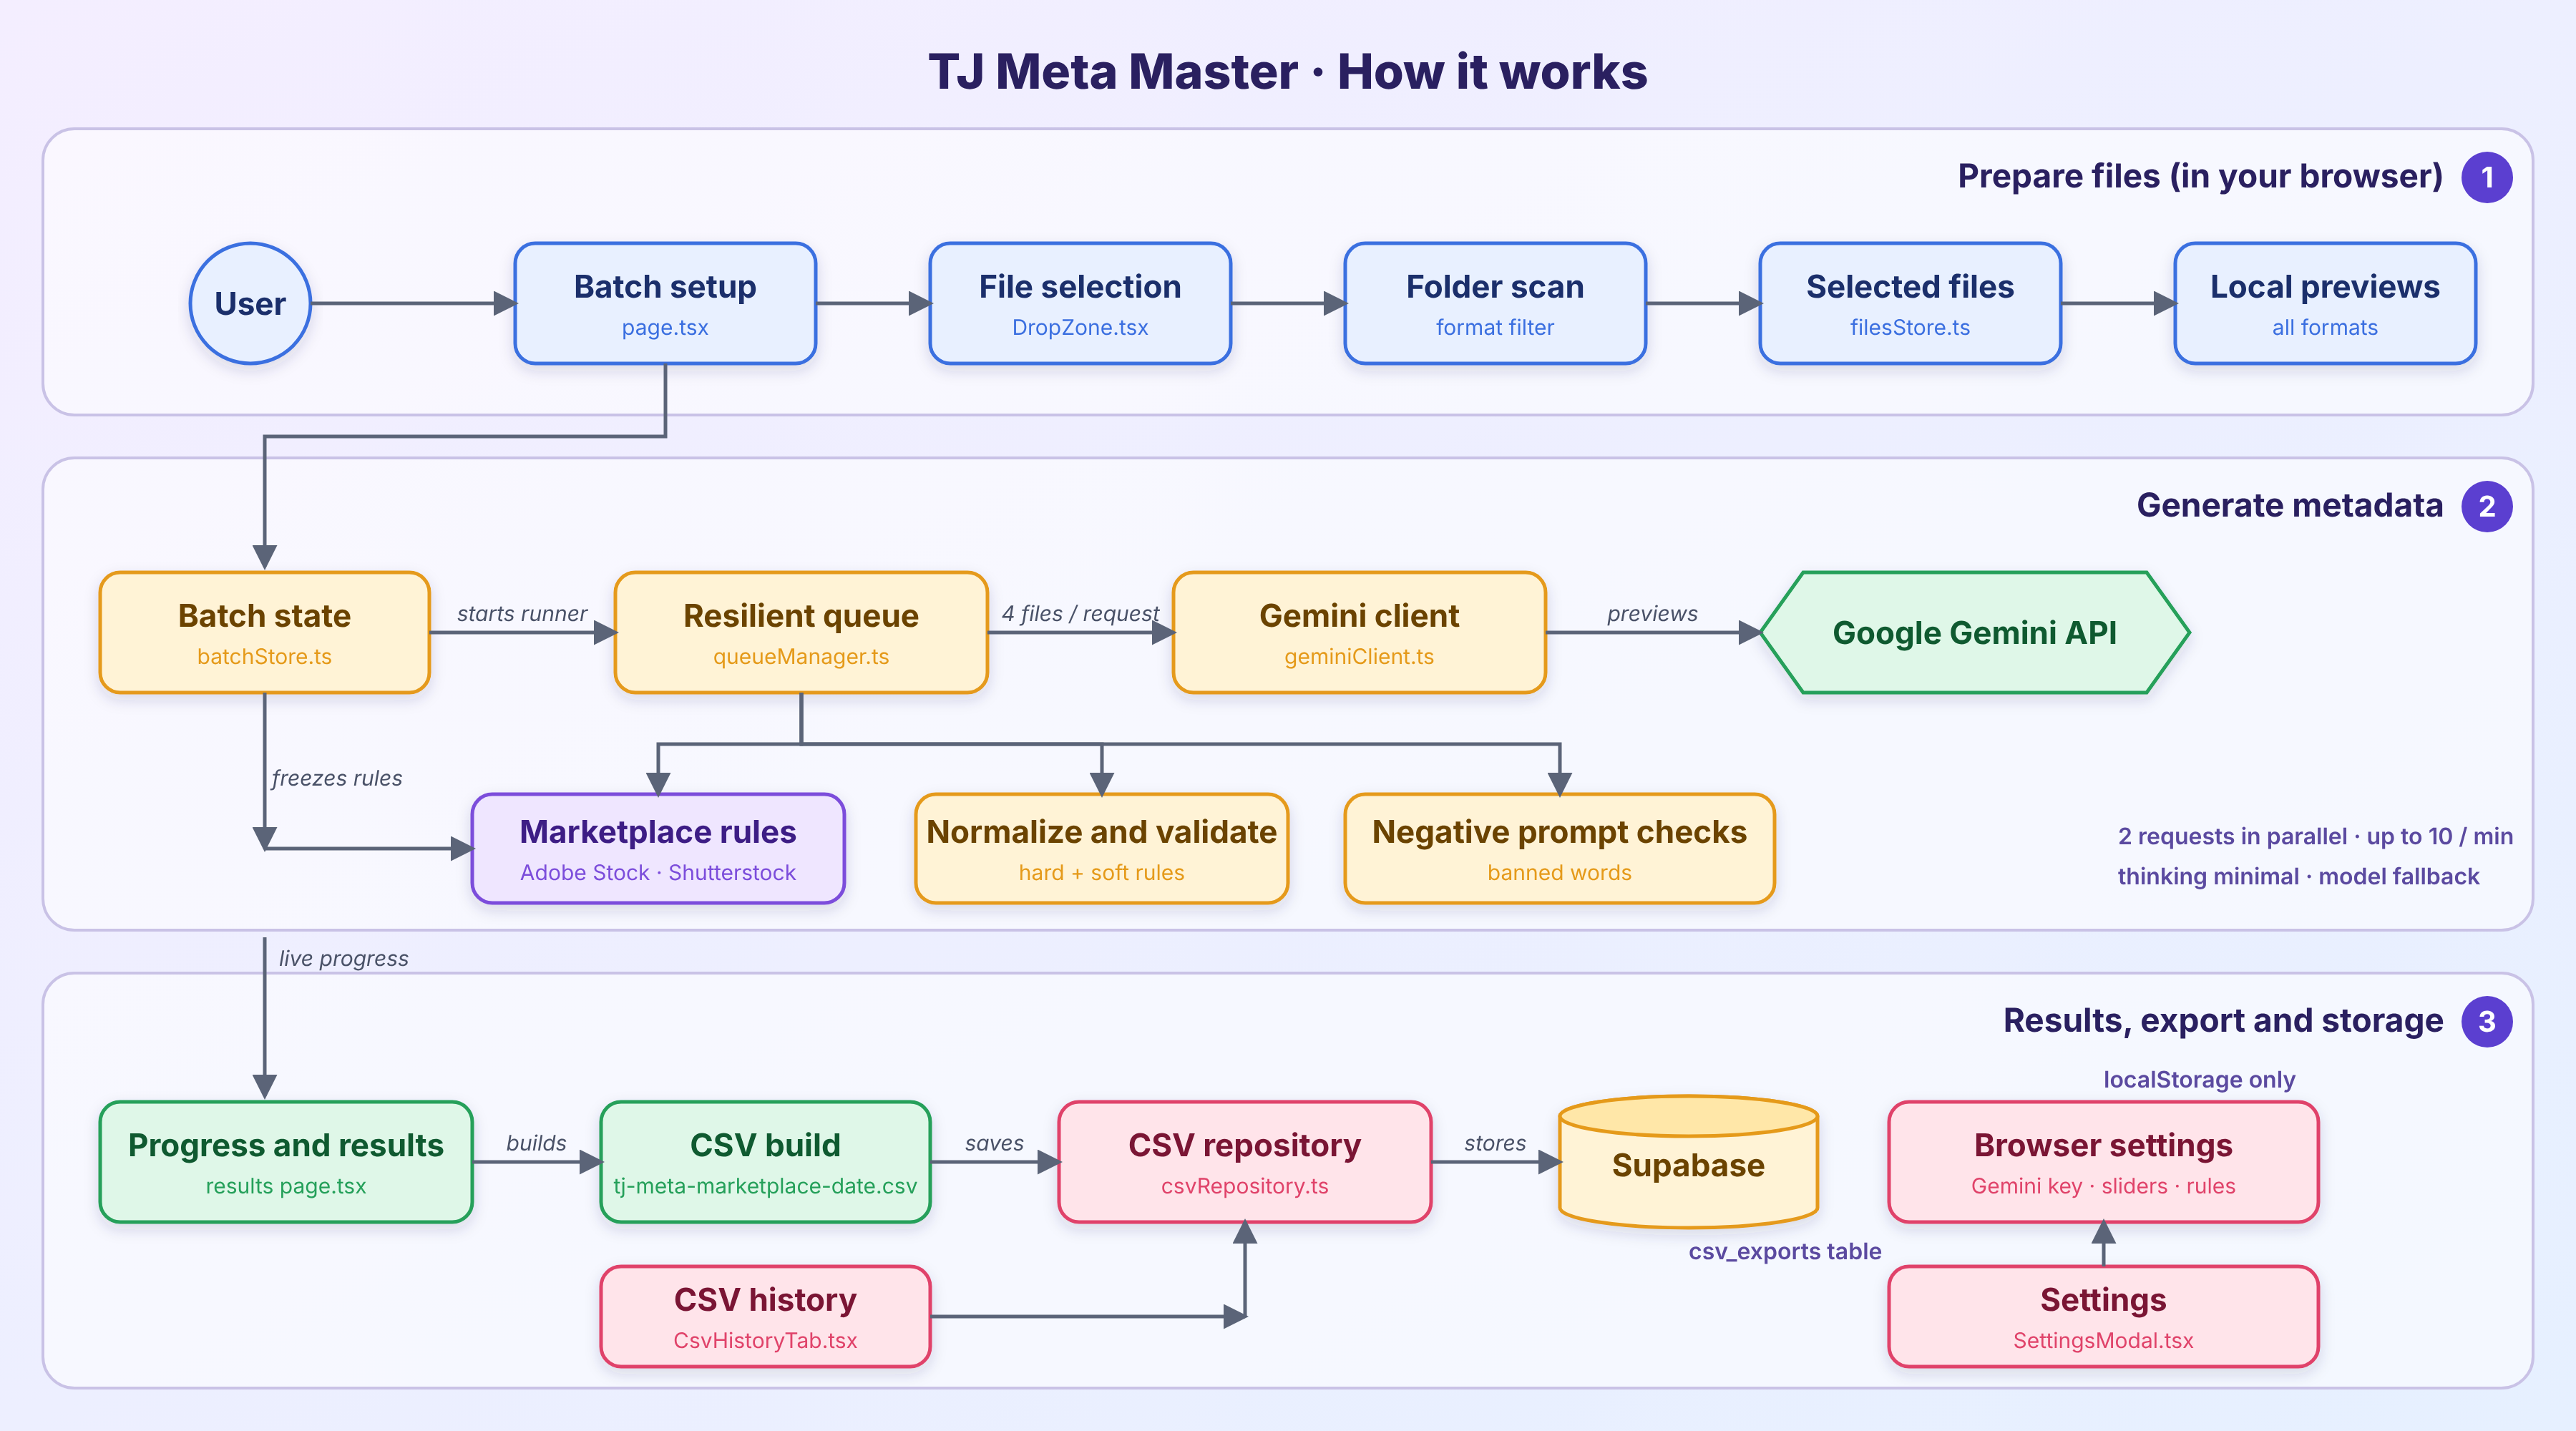 TJ Meta Master · How it works
Prepare files (in your browser)
1
User
Batch setup
page.tsx
File selection
DropZone.tsx
Folder scan
format filter
Selected files
filesStore.ts
Local previews
all formats
Generate metadata
2
Batch state
batchStore.ts
starts runner
Resilient queue
queueManager.ts
4 files / request
Gemini client
geminiClient.ts
previews
Google Gemini API
freezes rules
Marketplace rules
Adobe Stock · Shutterstock
Normalize and validate
hard + soft rules
Negative prompt checks
banned words
2 requests in parallel · up to 10 / min
thinking minimal · model fallback
live progress
Results, export and storage
3
localStorage only
Progress and results
results page.tsx
builds
CSV build
tj-meta-marketplace-date.csv
saves
CSV repository
csvRepository.ts
stores
Supabase
csv_exports table
Browser settings
Gemini key · sliders · rules
CSV history
CsvHistoryTab.tsx
Settings
SettingsModal.tsx